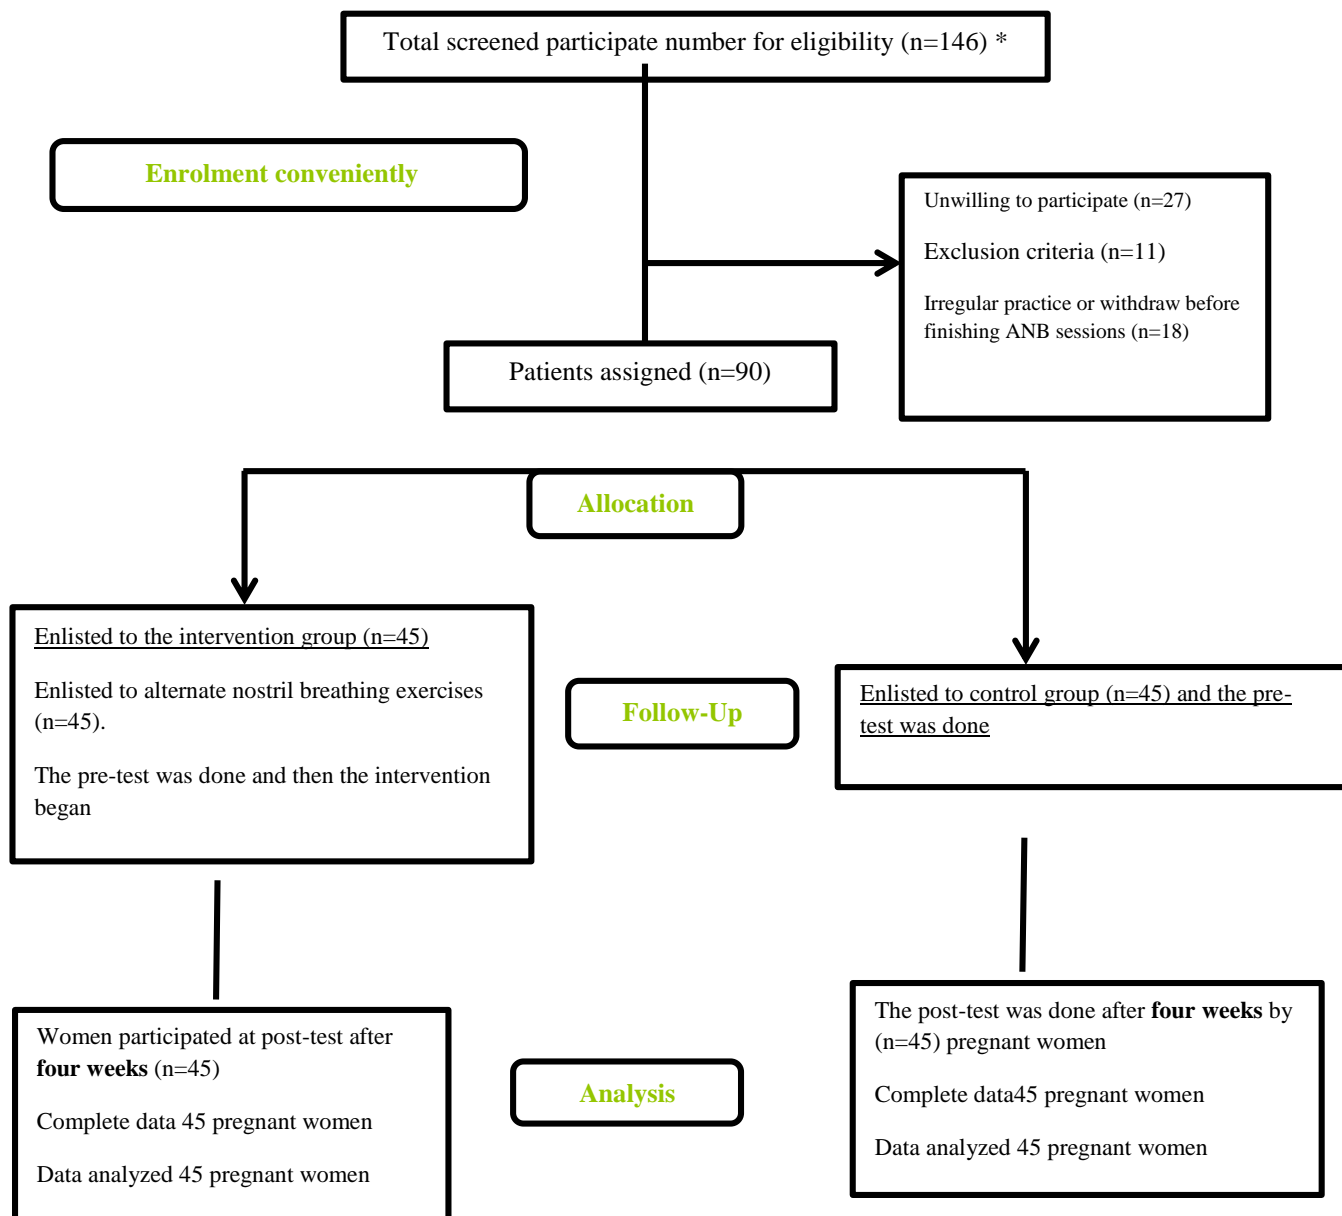 Total screened participate number for eligibility (n=146) *
Enrolment conveniently
Unwilling to participate (n=27)
Exclusion criteria (n=11)
Irregular practice or withdraw before
finishing ANB sessions (n=18)
Patients assigned (n=90)
Allocation
Enlisted to the intervention group (n=45)
Enlisted to alternate nostril breathing exercises
(n=45).
The pre-test was done and then the intervention
began
Follow-Up
Enlisted to control group (n=45) and the pre-
test was done
Women participated at post-test after
four weeks (n=45)
Complete data 45 pregnant women
Data analyzed 45 pregnant women
Analysis
The post-test was done after four weeks by
(n=45) pregnant women
Complete data45 pregnant women
Data analyzed 45 pregnant women